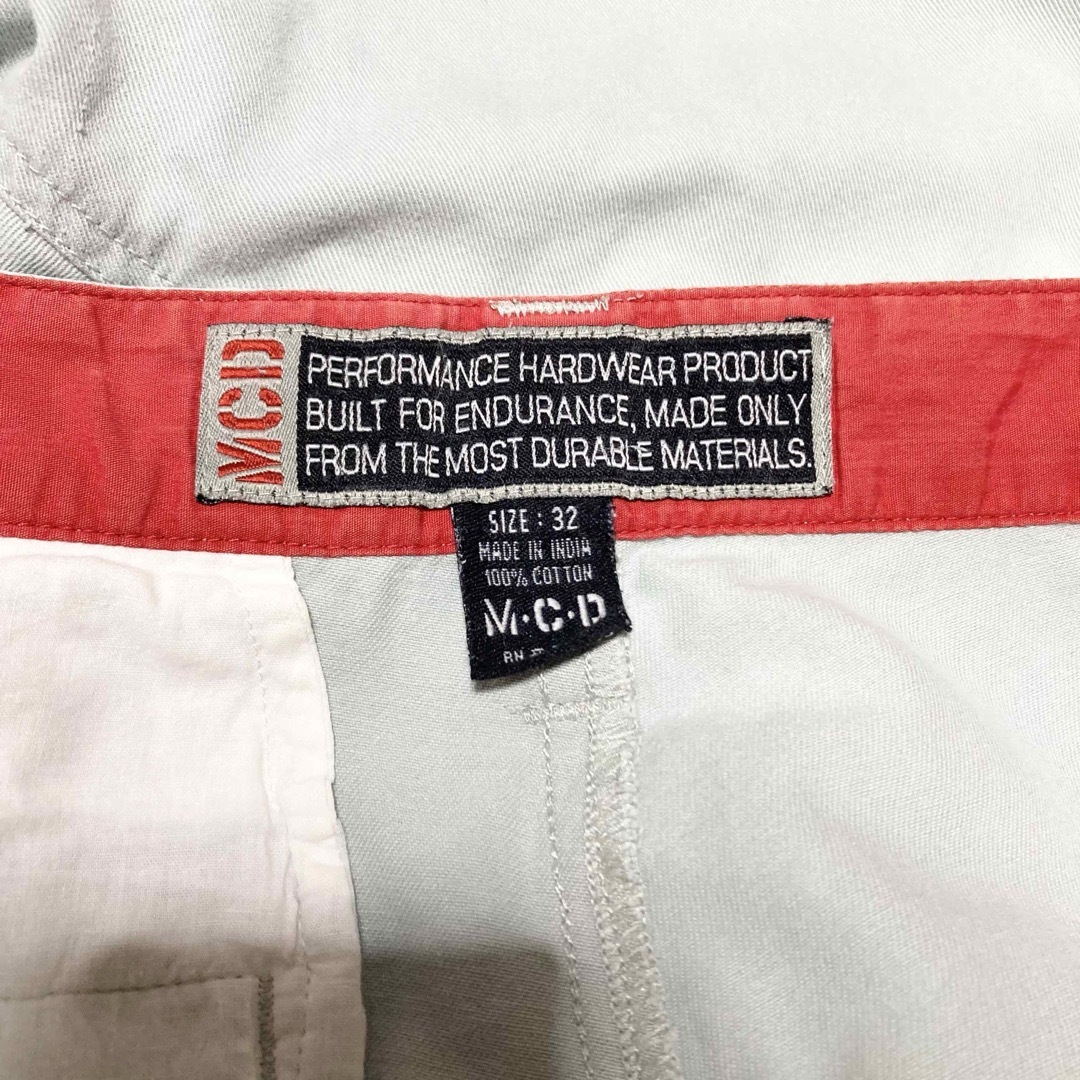 MCD
PERFORMANCE HARDWEAR PRODUCT
BUILT FOR ENDURANCE, MADE ONLY
FROM THE MOST DURABLE MATERIALS.
SIZE : 32
MADE IN INDIA
100% COTTON
M·C·D
RN